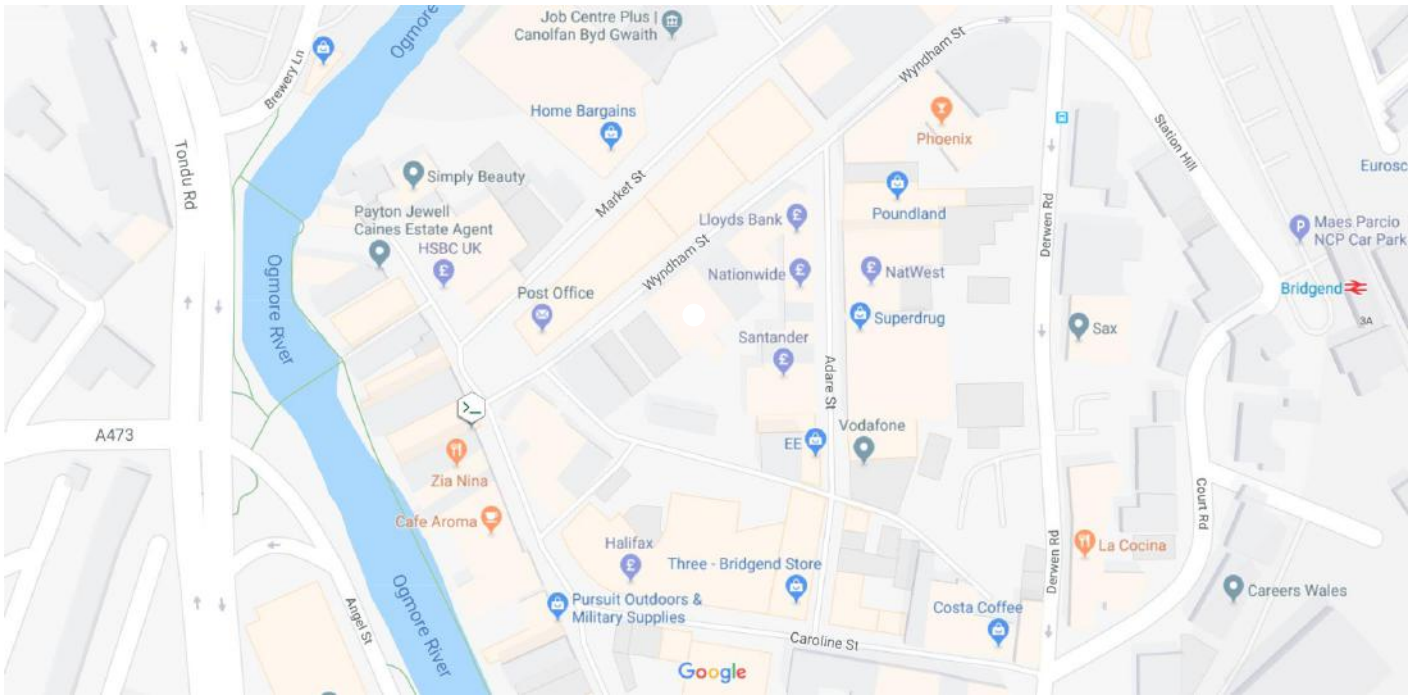 Job Centre Plus |
Canolfan Byd Gwaith
Ogmore
Brewery Ln
Wyndham St
Home Bargains
Phoenix
Station Hill
Tondu Rd
Simply Beauty
Market St
Poundland
Eurosc
Payton Jewell
Caines Estate Agent
HSBC UK
Lloyds Bank
Derwen Rd
Maes Parcio
NCP Car Park
P
Ogmore River
Wyndham St
Nationwide
NatWest
Bridgend
Post Office
Superdrug
Sax
3A
Santander
Adare St
>_
A473
EE
Vodafone
Zia Nina
Cafe Aroma
Court Rd
Halifax
La Cocina
Three - Bridgend Store
Derwen Rd
Careers Wales
Angel St
Ogmore River
Pursuit Outdoors &
Military Supplies
Costa Coffee
Caroline St
Google